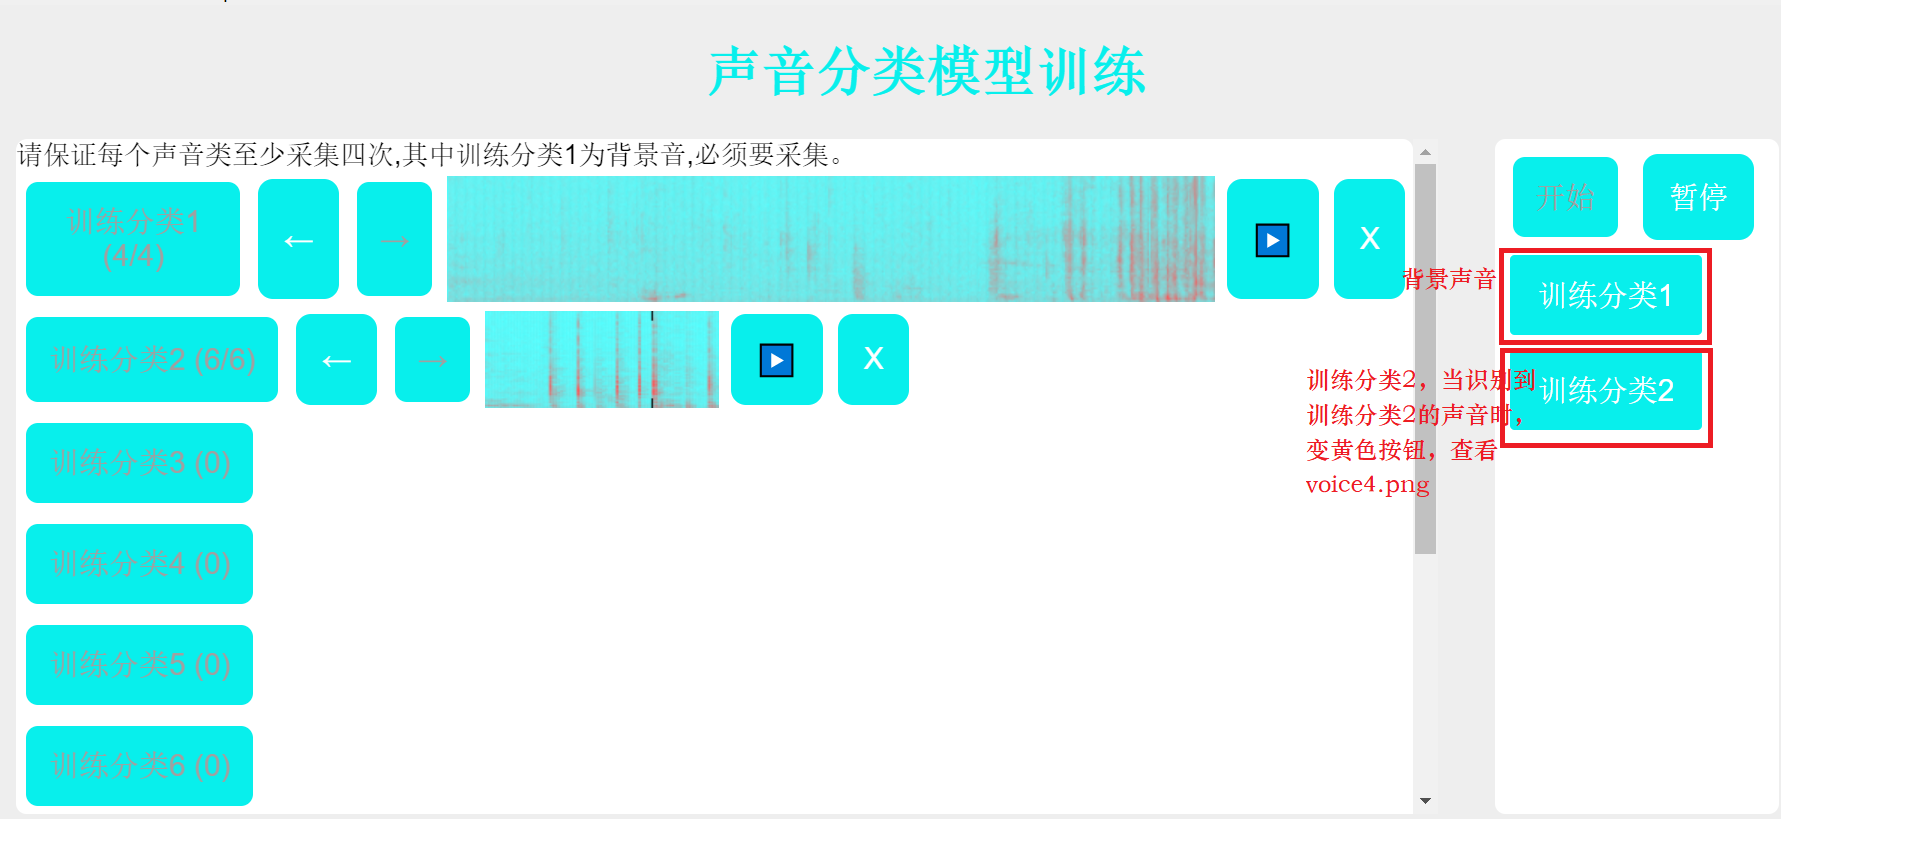 声音分类模型训练
请保证每个声音类至少采集四次,其中训练分类1为背景音,必须要采集。
训练分类1
(4/4)
←
→
X
训练分类2 (6/6)
←
→
X
训练分类3 (0)
训练分类4 (0)
训练分类5 (0)
训练分类6 (0)
开始
暂停
背景声音
训练分类1
训练分类2
训练分类2，当识别到
训练分类2的声音时，
变黄色按钮，查看
voice4.png